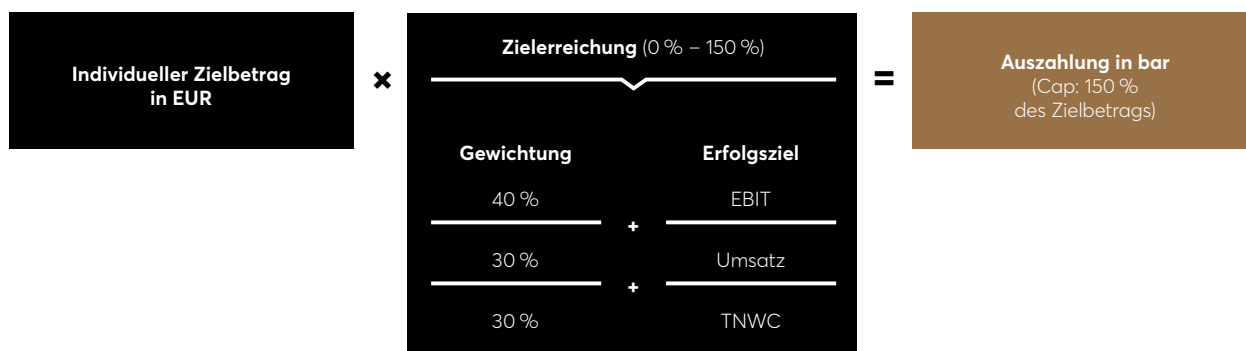 Individueller Zielbetrag
in EUR
×
Zielerreichung (0 % – 150 %)
Gewichtung Erfolgsziel
40 % EBIT
+
30 % Umsatz
+
30 % TNWC
=
Auszahlung in bar
(Cap: 150 %
des Zielbetrags)